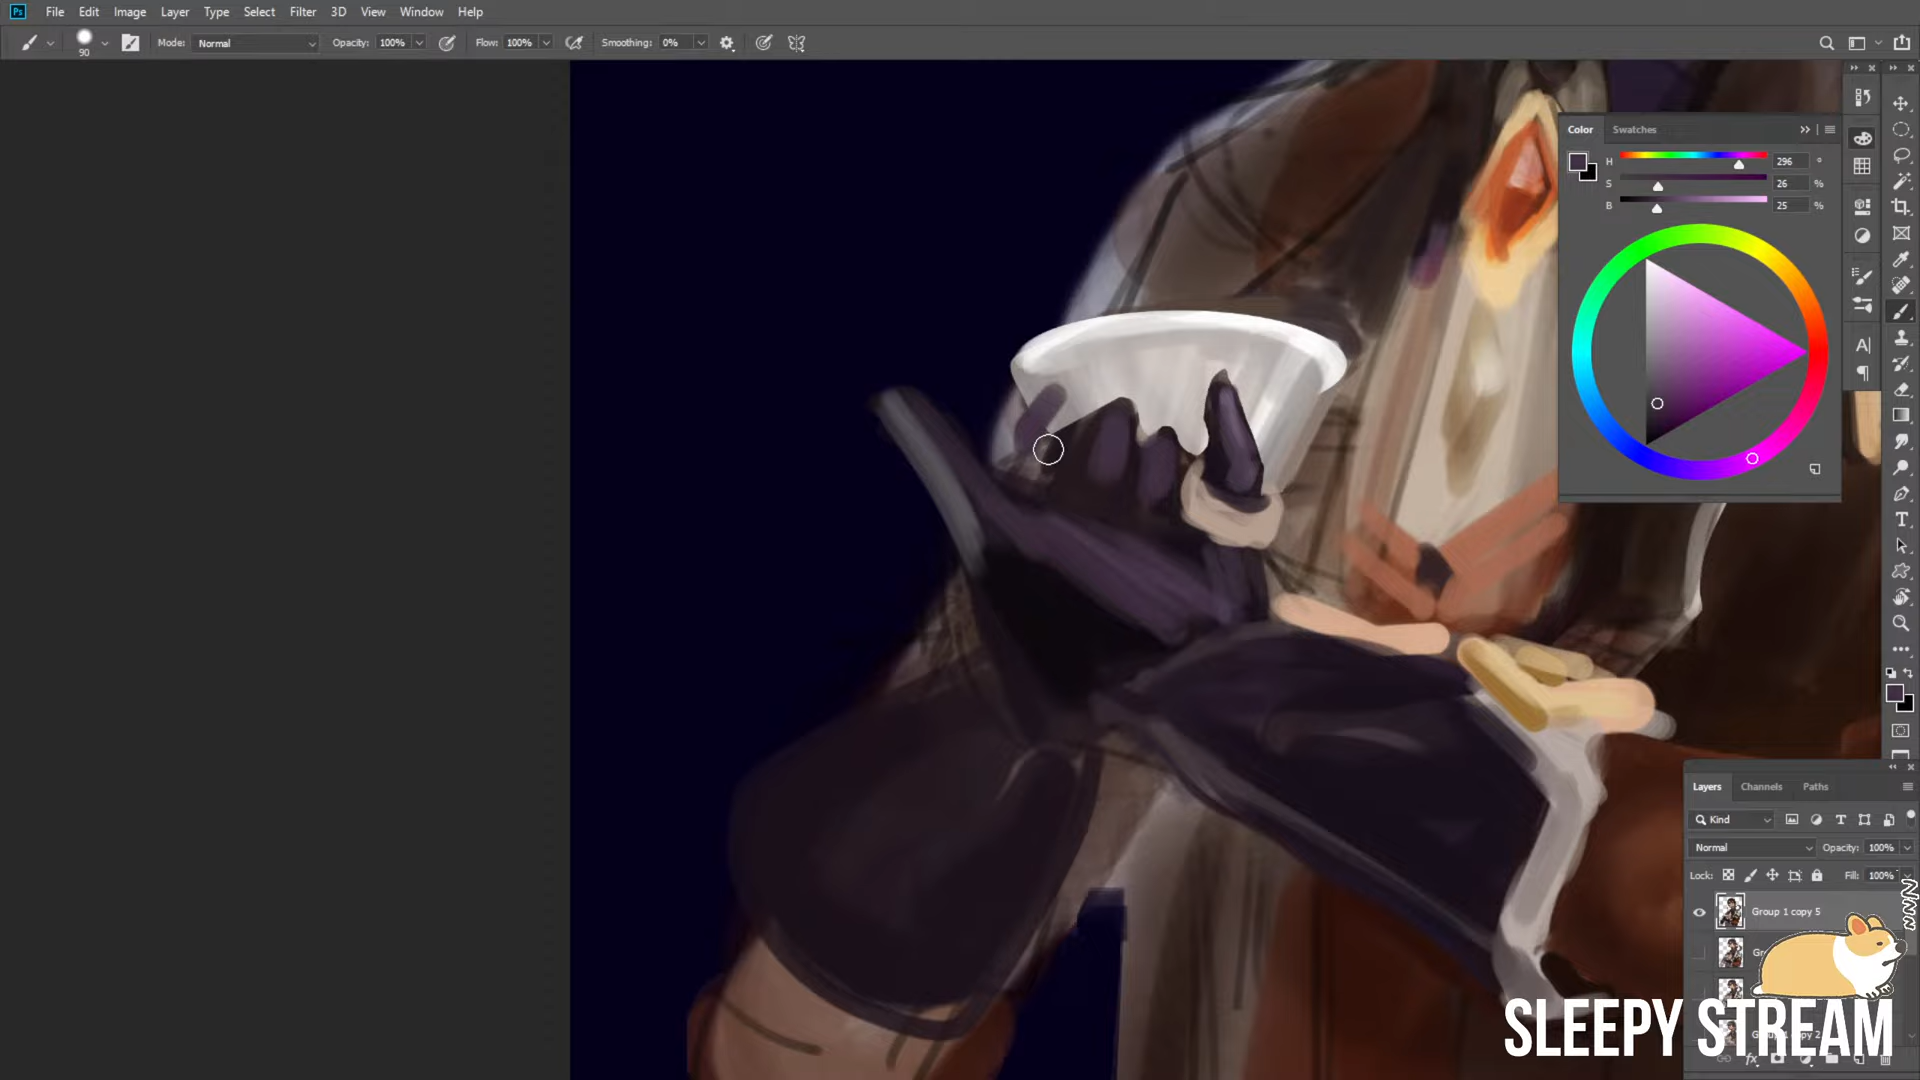 Ps File Edit Image Layer Type Select Filter 3D View Window Help
90 Mode: Normal Opacity: 100% Flow: 100% Smoothing: 0%
Color Swatches
H 296 °
S 26 %
B 25 %
Layers Channels Paths
Kind
Normal Opacity: 100%
Lock: Fill: 100%
Group 1 copy 5
SLEEPY STREAM